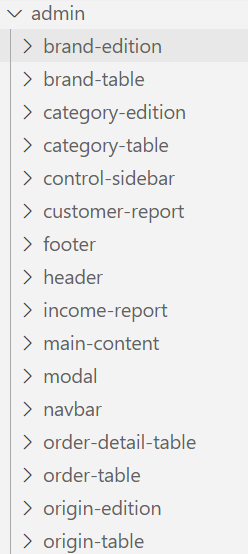 admin
brand-edition
brand-table
category-edition
category-table
control-sidebar
customer-report
footer
header
income-report
main-content
modal
navbar
order-detail-table
order-table
origin-edition
origin-table